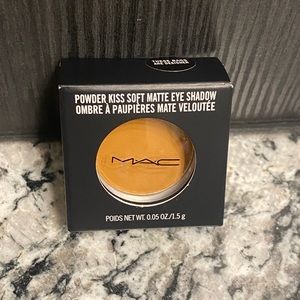 POWDER KISS SOFT MATTE EYE SHADOW
OMBRE À PAUPIÈRES MATE VELOUTÉE
MAC
POIDS NET WT. 0.05 OZ./1.5 g